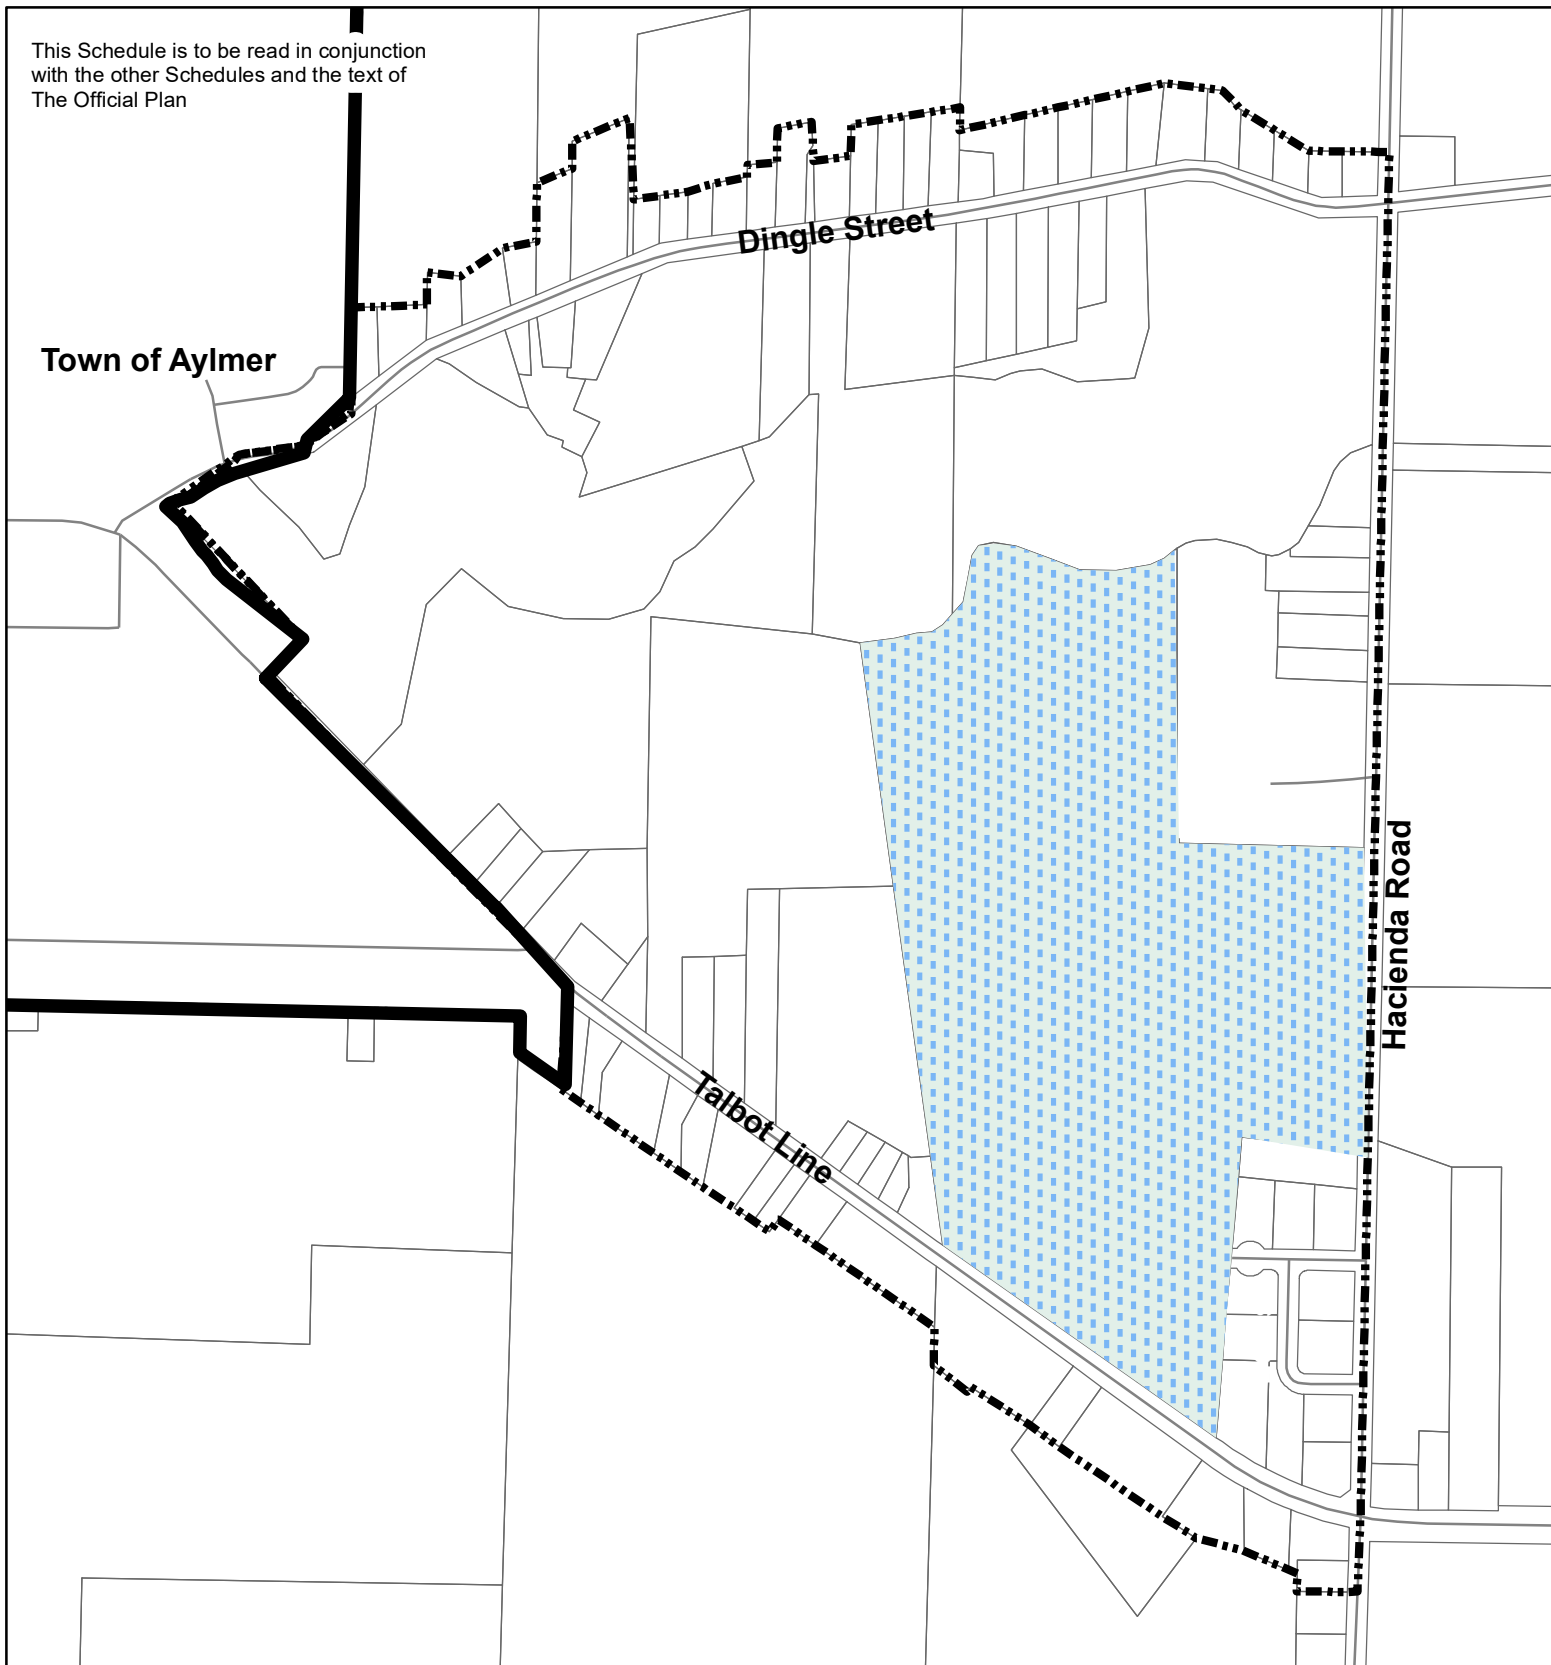 This Schedule is to be read in conjunction
with the other Schedules and the text of
The Official Plan
Dingle Street
Town of Aylmer
Hacienda Road
Talbot Line